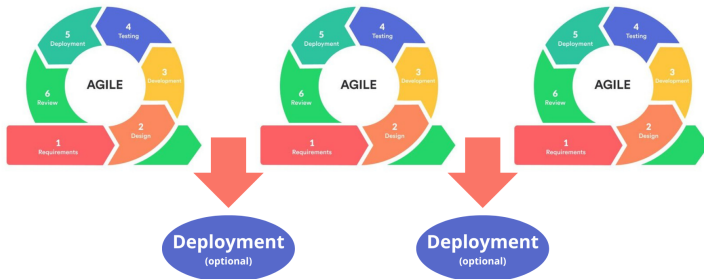 5
Deployment
4
Testing
3
Development
AGILE
6
Review
2
Design
1
Requirements
5
Deployment
4
Testing
3
Development
AGILE
6
Review
2
Design
1
Requirements
5
Deployment
4
Testing
3
Development
AGILE
6
Review
2
Design
1
Requirements
Deployment
(optional)
Deployment
(optional)